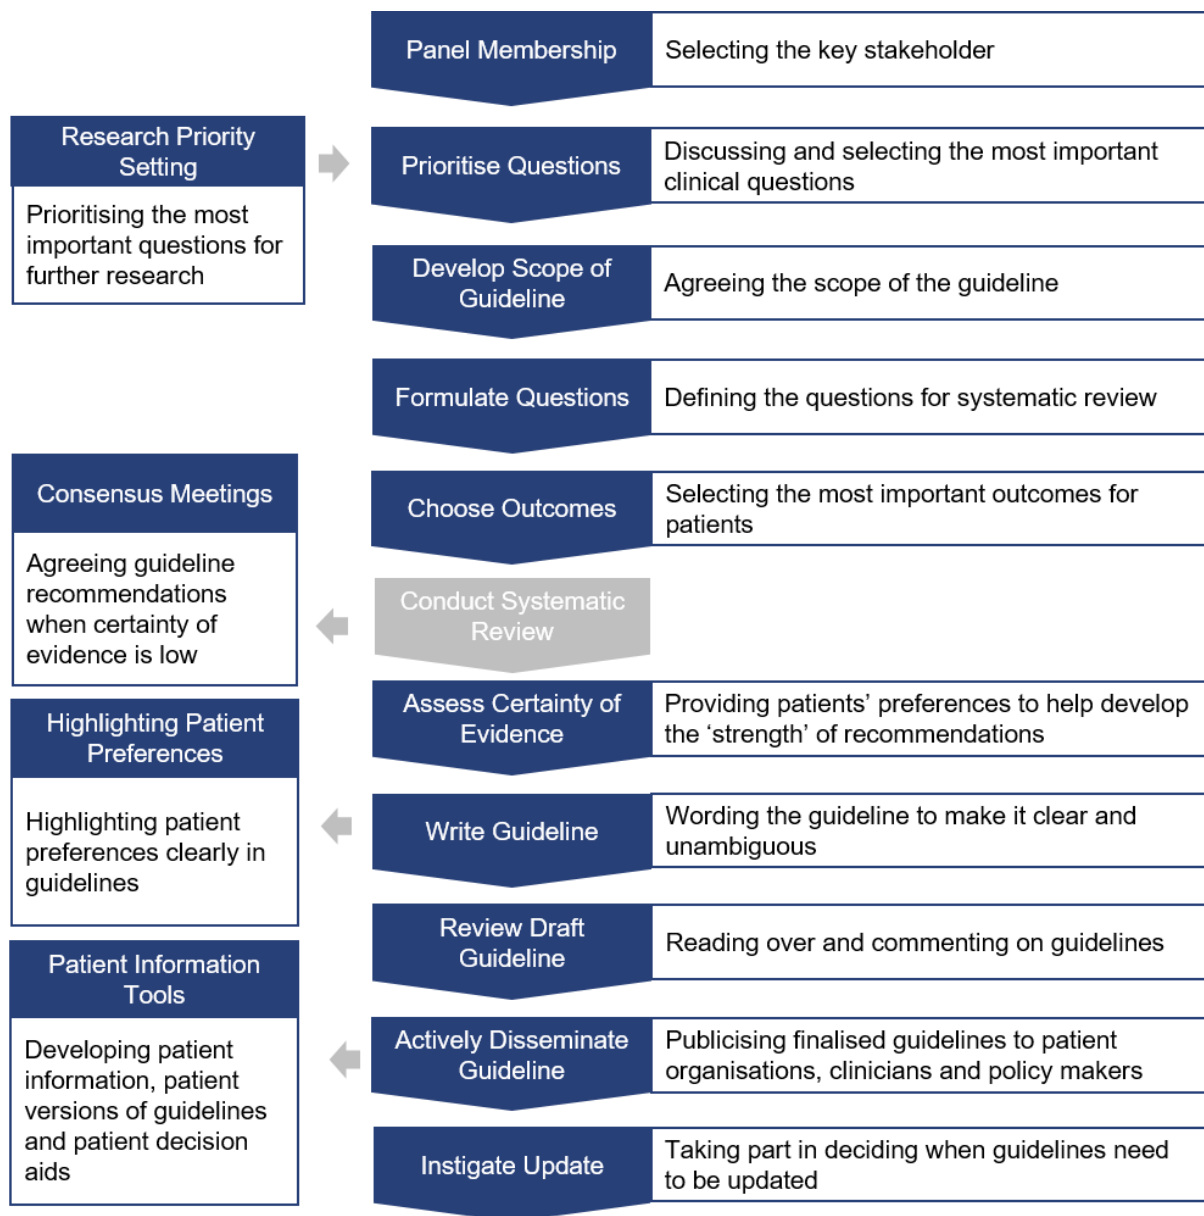 Panel Membership
Selecting the key stakeholder
Research Priority
Setting
Prioritising the most
important questions for
further research
Prioritise Questions
Discussing and selecting the most important
clinical questions
Develop Scope of
Guideline
Agreeing the scope of the guideline
Formulate Questions
Defining the questions for systematic review
Consensus Meetings
Agreeing guideline
recommendations
when certainty of
evidence is low
Choose Outcomes
Selecting the most important outcomes for
patients
Conduct Systematic
Review
Highlighting Patient
Preferences
Highlighting patient
preferences clearly in
guidelines
Assess Certainty of
Evidence
Providing patients’ preferences to help develop
the ‘strength’ of recommendations
Write Guideline
Wording the guideline to make it clear and
unambiguous
Review Draft
Guideline
Reading over and commenting on guidelines
Patient Information
Tools
Developing patient
information, patient
versions of guidelines
and patient decision
aids
Actively Disseminate
Guideline
Publicising finalised guidelines to patient
organisations, clinicians and policy makers
Instigate Update
Taking part in deciding when guidelines need
to be updated